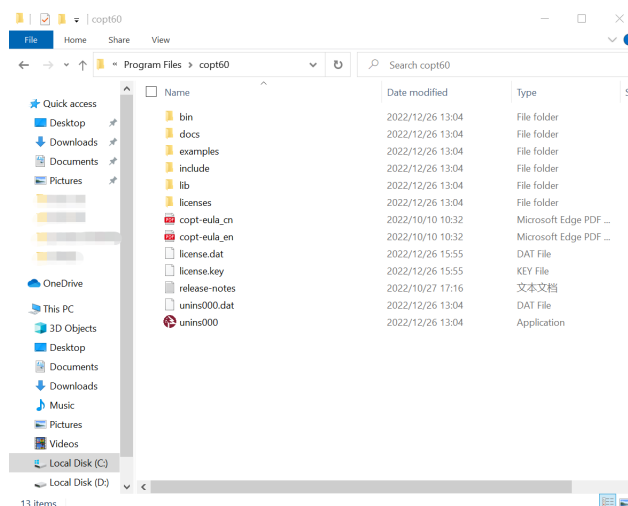 copt60
File Home Share View
« Program Files > copt60
Search copt60
Quick access
Desktop
Downloads
Documents
Pictures
OneDrive
This PC
3D Objects
Desktop
Documents
Downloads
Music
Pictures
Videos
Local Disk (C:)
Local Disk (D:)
Name Date modified Type
bin 2022/12/26 13:04 File folder
docs 2022/12/26 13:04 File folder
examples 2022/12/26 13:04 File folder
include 2022/12/26 13:04 File folder
lib 2022/12/26 13:04 File folder
licenses 2022/12/26 13:04 File folder
copt-eula_cn 2022/10/10 10:32 Microsoft Edge PDF ...
copt-eula_en 2022/10/10 10:32 Microsoft Edge PDF ...
license.dat 2022/12/26 15:55 DAT File
license.key 2022/12/26 15:55 KEY File
release-notes 2022/10/27 17:16 文本文档
unins000.dat 2022/12/26 13:04 DAT File
unins000 2022/12/26 13:04 Application
13 items